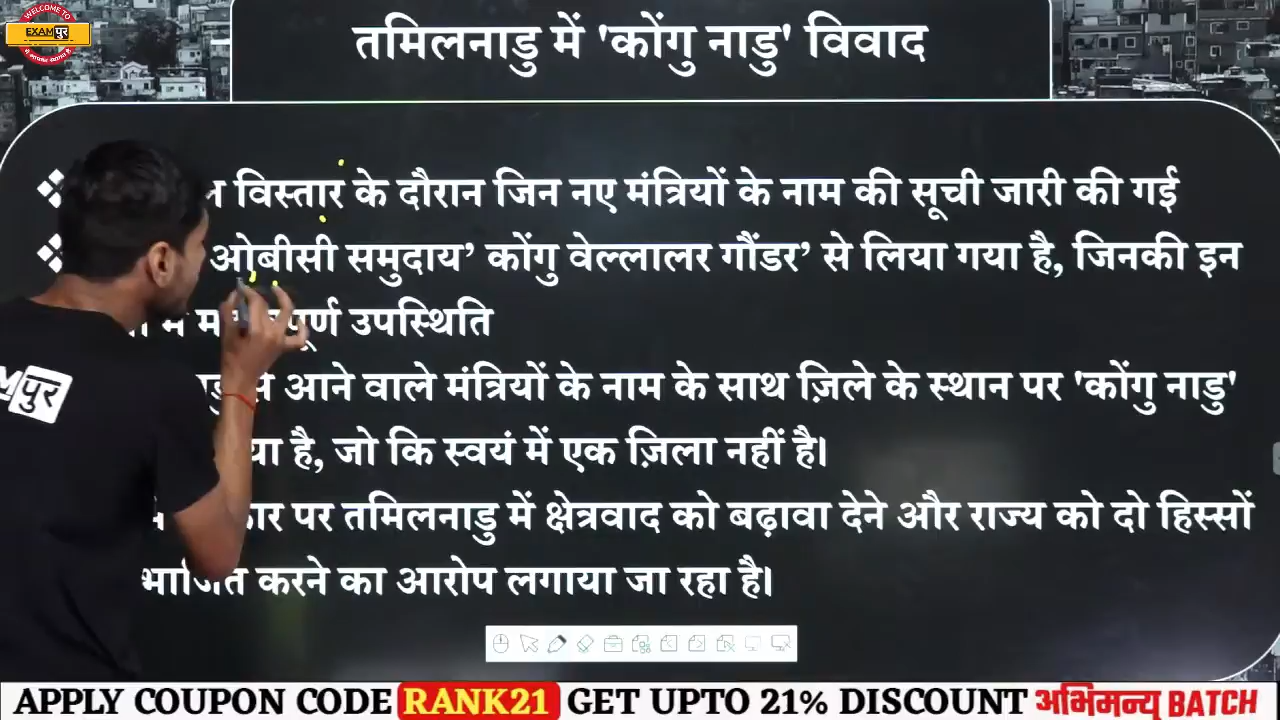 WELCOME TO
EXAMपुर
तमिलनाडु में 'कोंगु नाडु' विवाद
विस्तार के दौरान जिन नए मंत्रियों के नाम की सूची जारी की गई
ओबीसी समुदाय’ कोंगु वेल्लालर गौंडर’ से लिया गया है, जिनकी इन
उपस्थिति
से आने वाले मंत्रियों के नाम के साथ ज़िले के स्थान पर 'कोंगु नाडु'
है, जो कि स्वयं में एक ज़िला नहीं है।
पर तमिलनाडु में क्षेत्रवाद को बढ़ावा देने और राज्य को दो हिस्सों
करने का आरोप लगाया जा रहा है।
पुर
APPLY COUPON CODE RANK21 GET UPTO 21% DISCOUNT अभिमन्यु BATCH